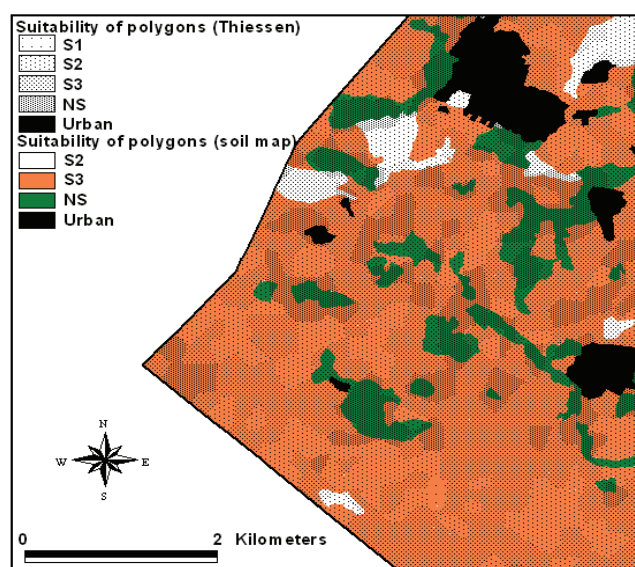 Suitability of polygons (Thiessen)
S1
S2
S3
NS
Urban
Suitability of polygons (soil map)
S2
S3
NS
Urban
N
W E
S
0 2 Kilometers